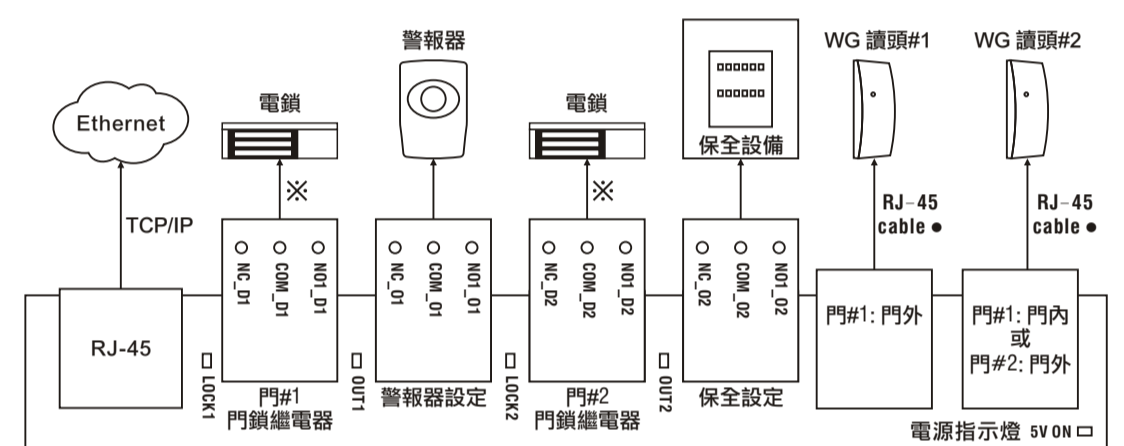 警報器
WG 讀頭#1
WG 讀頭#2
Ethernet
電鎖
電鎖
保全設備
※
※
TCP/IP
RJ-45
cable ●
RJ-45
cable ●
NC_D1
COM_D1
NO1_D1
NC_O1
COM_O1
NO1_O1
NC_D2
COM_D2
NO1_D2
NC_O2
COM_O2
NO1_O2
RJ-45
門#1: 門外
門#1: 門內
或
門#2: 門外
LOCK1
OUT1
LOCK2
OUT2
門#1
門鎖繼電器
警報器設定
門#2
門鎖繼電器
保全設定
電源指示燈 5V ON